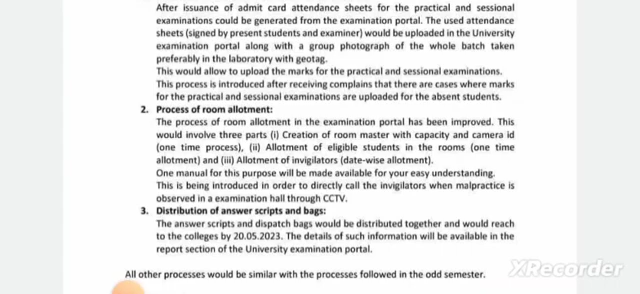 After issuance of admit card attendance sheets for the practical and sessional
examinations could be generated from the examination portal. The used attendance
sheets (signed by present students and examiner) would be uploaded in the University
examination portal along with a group photograph of the whole batch taken
preferably in the laboratory with geotag.
This would allow to upload the marks for the practical and sessional examinations.
This process is introduced after receiving complains that there are cases where marks
for the practical and sessional examinations are uploaded for the absent students.
2. Process of room allotment:
The process of room allotment in the examination portal has been improved. This
would involve three parts (i) Creation of room master with capacity and camera id
(one time process), (ii) Allotment of eligible students in the rooms (one time
allotment) and (iii) Allotment of invigilators (date-wise allotment).
One manual for this purpose will be made available for your easy understanding.
This is being introduced in order to directly call the invigilators when malpractice is
observed in a examination hall through CCTV.
3. Distribution of answer scripts and bags:
The answer scripts and dispatch bags would be distributed together and would reach
to the colleges by 20.05.2023. The details of such information will be available in the
report section of the University examination portal.
All other processes would be similar with the processes followed in the odd semester.
XRecorder